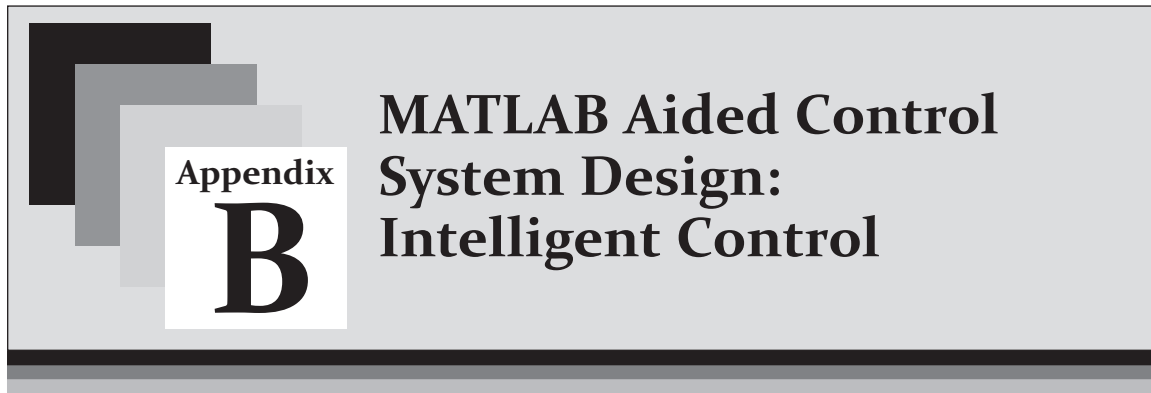 Appendix
B
MATLAB Aided Control
System Design:
Intelligent Control